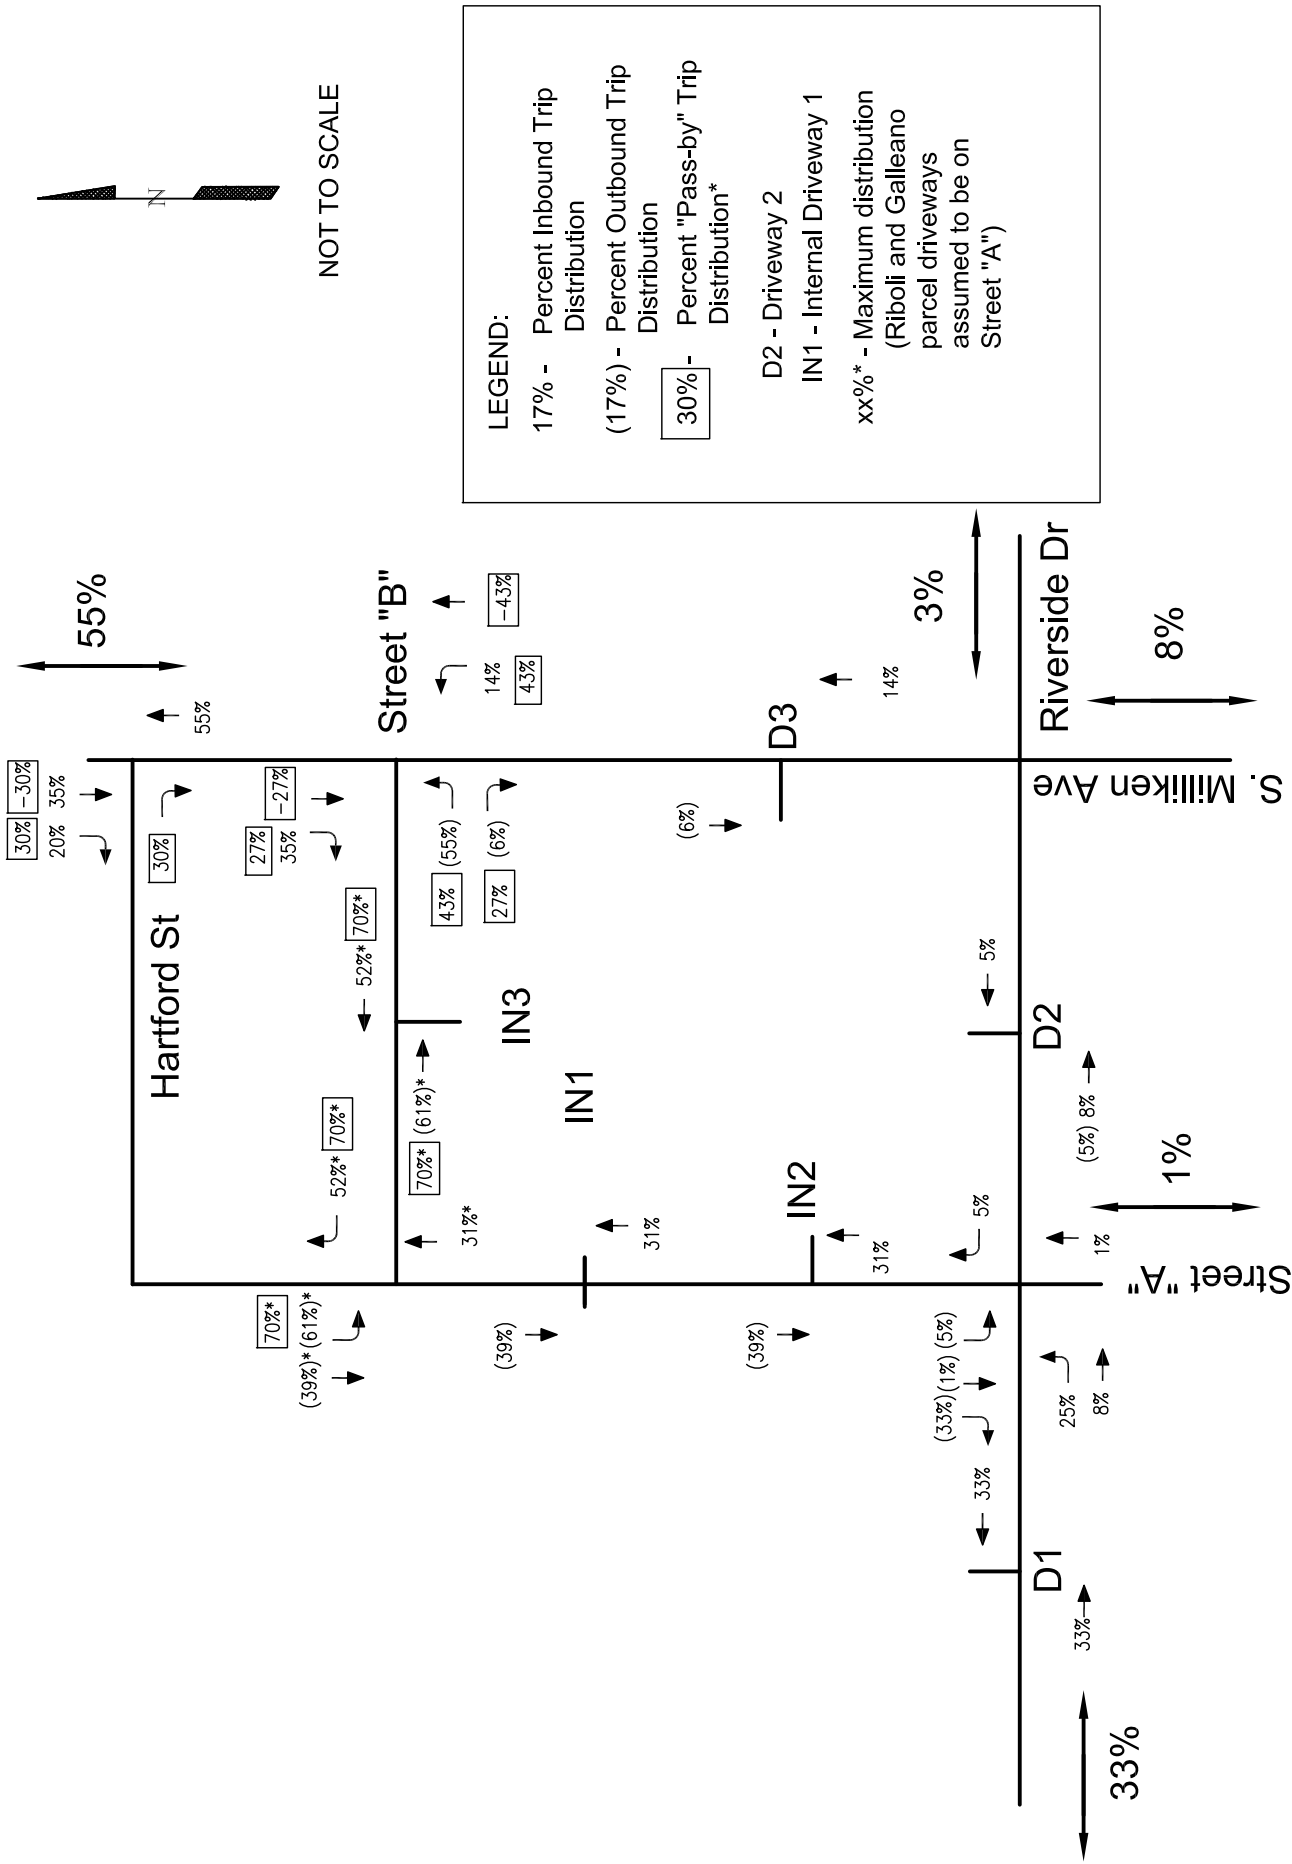 N
NOT TO SCALE
LEGEND:
17% - Percent Inbound Trip
Distribution
(17%) - Percent Outbound Trip
Distribution
30% - Percent "Pass-by" Trip
Distribution*
D2 - Driveway 2
IN1 - Internal Driveway 1
xx%* - Maximum distribution
(Riboli and Galleano
parcel driveways
assumed to be on
Street "A")
55%
30% -30%
20% 35%
55%
Hartford St
30%
27% -27%
35%
Street "B"
52%* 70%*
52%* 70%*
-43%
14%
43%
70%*
(39%)* (61%)*
70%* (61%)*
43% (55%)
27% (6%)
31%*
IN3
IN1
(39%)
31%
(6%)
D3
14%
IN2
(39%)
31%
3%
(33%) (1%) (5%)
5%
5%
33%
D1
D2
Riverside Dr
25%
8%
1%
(5%) 8%
33%
33%
1%
8%
Street "A"
S. Milliken Ave